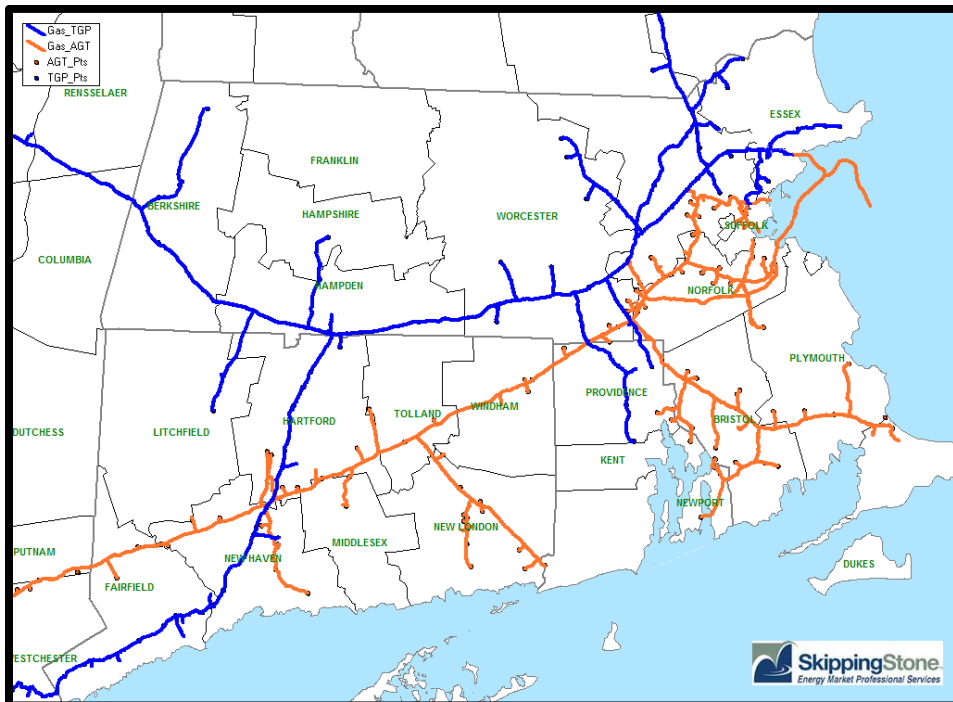 Gas_TGP
Gas_AGT
AGT_Pts
TGP_Pts
RENSSELAER
ESSEX
FRANKLIN
BERKSHIRE
HAMPSHIRE
WORCESTER
SUFFOLK
COLUMBIA
HAMPDEN
NORFOLK
PLYMOUTH
PROVIDENCE
WINDHAM
TOLLAND
HARTFORD
BRISTOL
DUTCHESS
LITCHFIELD
KENT
NEWPORT
NEW LONDON
MIDDLESEX
PUTNAM
NEW HAVEN
FAIRFIELD
DUKES
ESTCHESTER
SkippingStone
Energy Market Professional Services